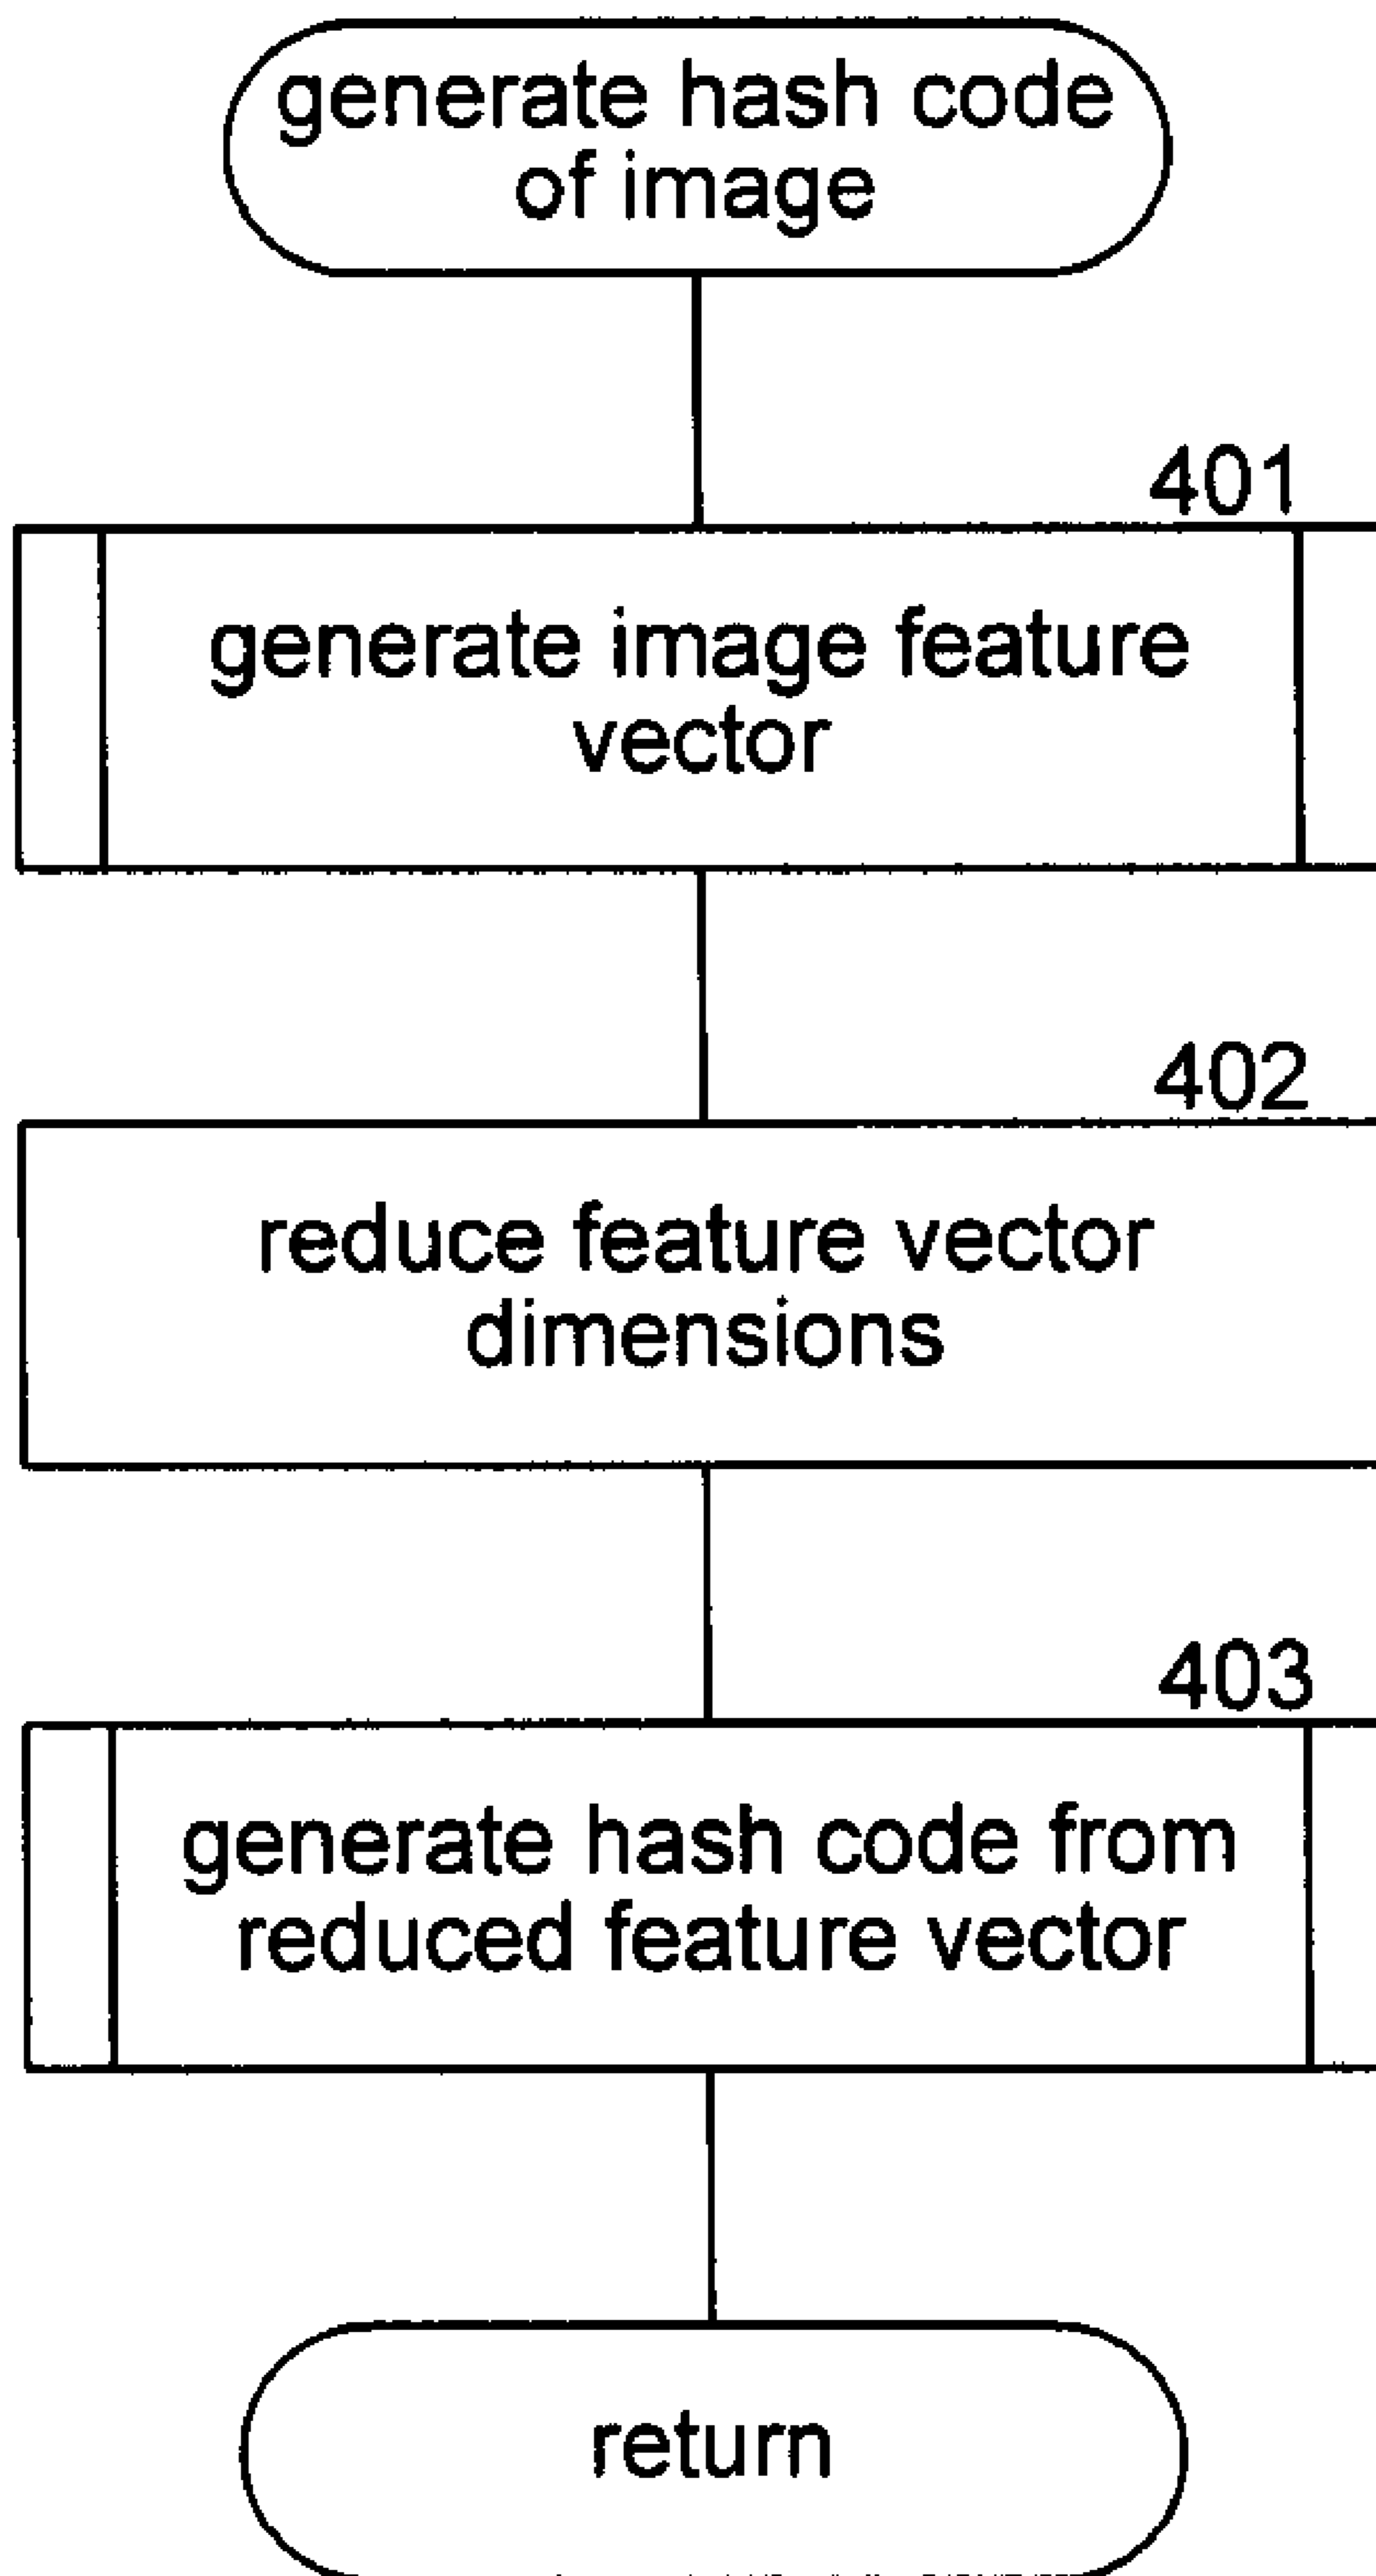 generate hash code
of image
401
generate image feature
vector
402
reduce feature vector
dimensions
403
generate hash code from
reduced feature vector
return